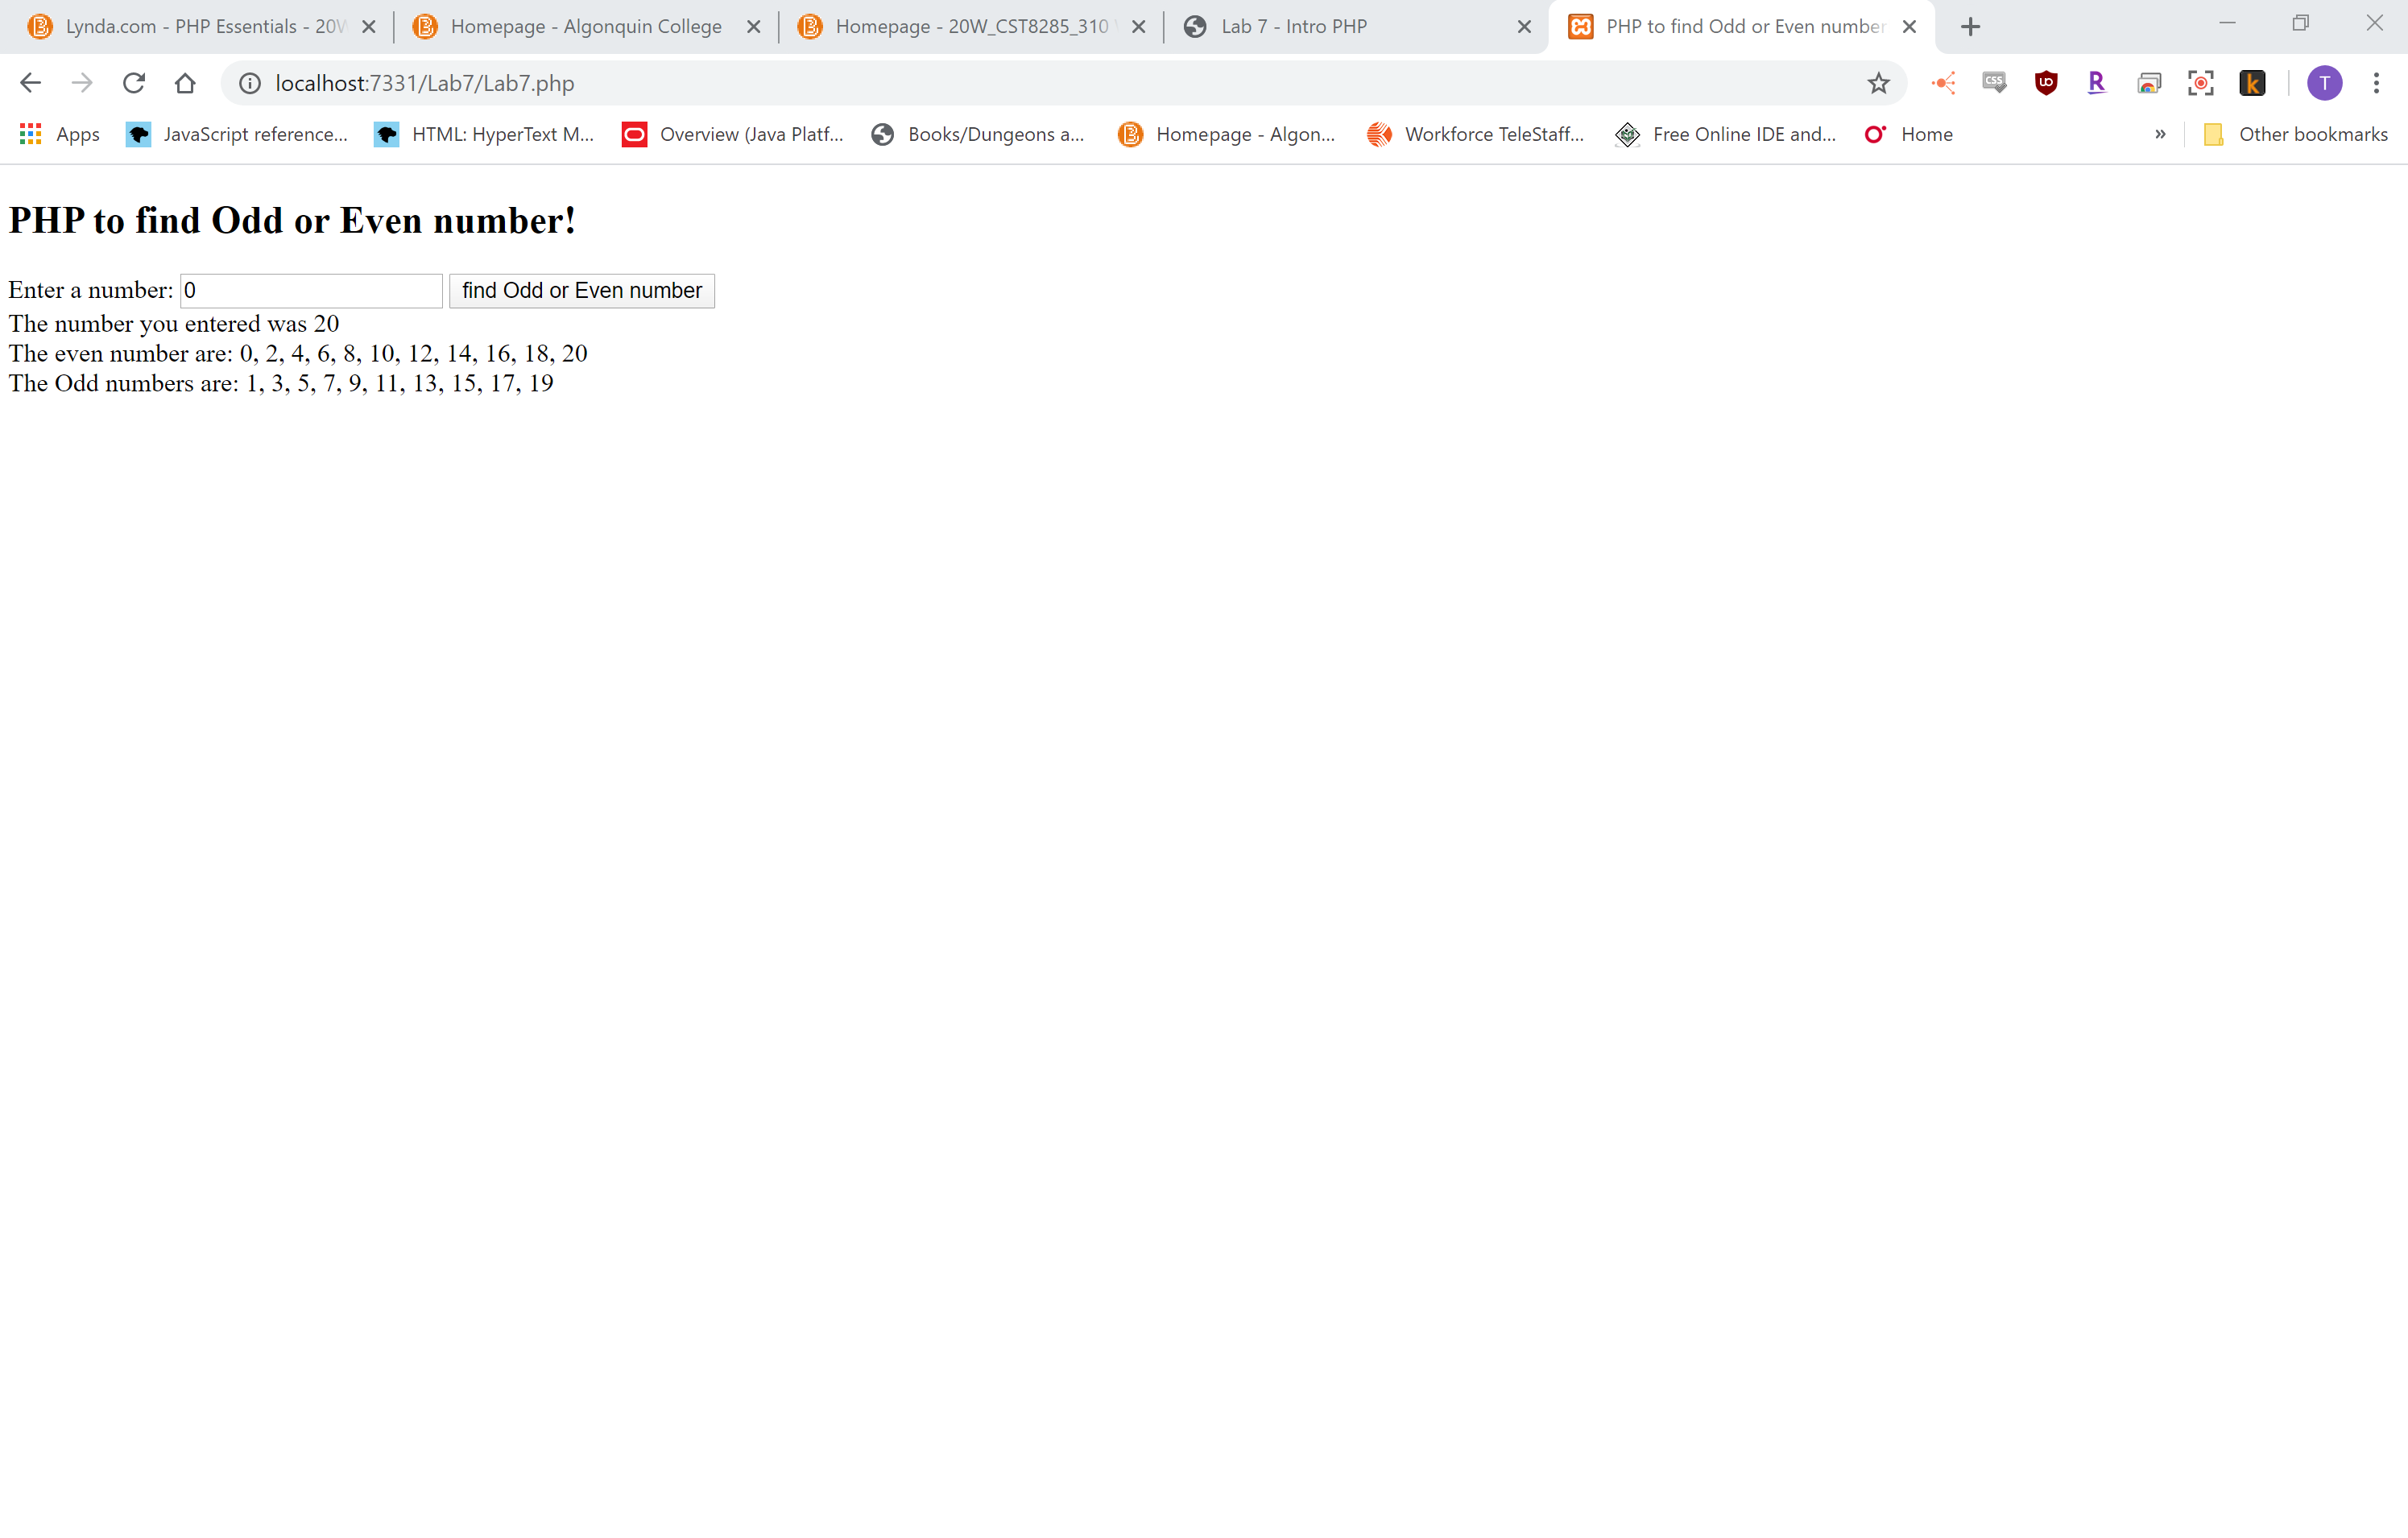 Lynda.com - PHP Essentials - 20W
Homepage - Algonquin College
Homepage - 20W_CST8285_310
Lab 7 - Intro PHP
PHP to find Odd or Even number
localhost:7331/Lab7/Lab7.php
CSS
R
k
T
Apps
JavaScript reference...
HTML: HyperText M...
Overview (Java Platf...
Books/Dungeons a...
Homepage - Algon...
Workforce TeleStaff...
Free Online IDE and...
Home
»
Other bookmarks
PHP to find Odd or Even number!
Enter a number: 0 find Odd or Even number
The number you entered was 20
The even number are: 0, 2, 4, 6, 8, 10, 12, 14, 16, 18, 20
The Odd numbers are: 1, 3, 5, 7, 9, 11, 13, 15, 17, 19